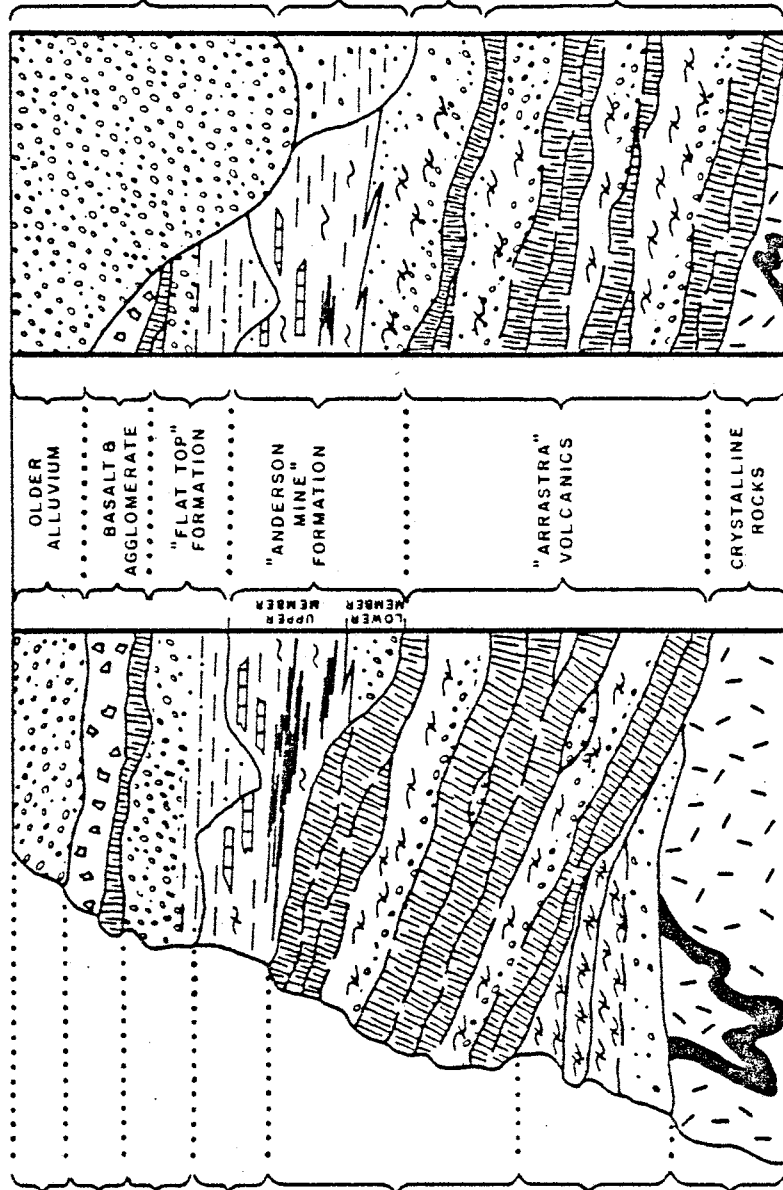 OLDER
ALLUVIUM
BASALT &
AGGLOMERATE
"FLAT TOP"
FORMATION
"ANDERSON
MINE"
FORMATION
"ARRASTRA"
VOLCANICS
CRYSTALLINE
ROCKS
UPPER
MEMBER
LOWER
MEMBER